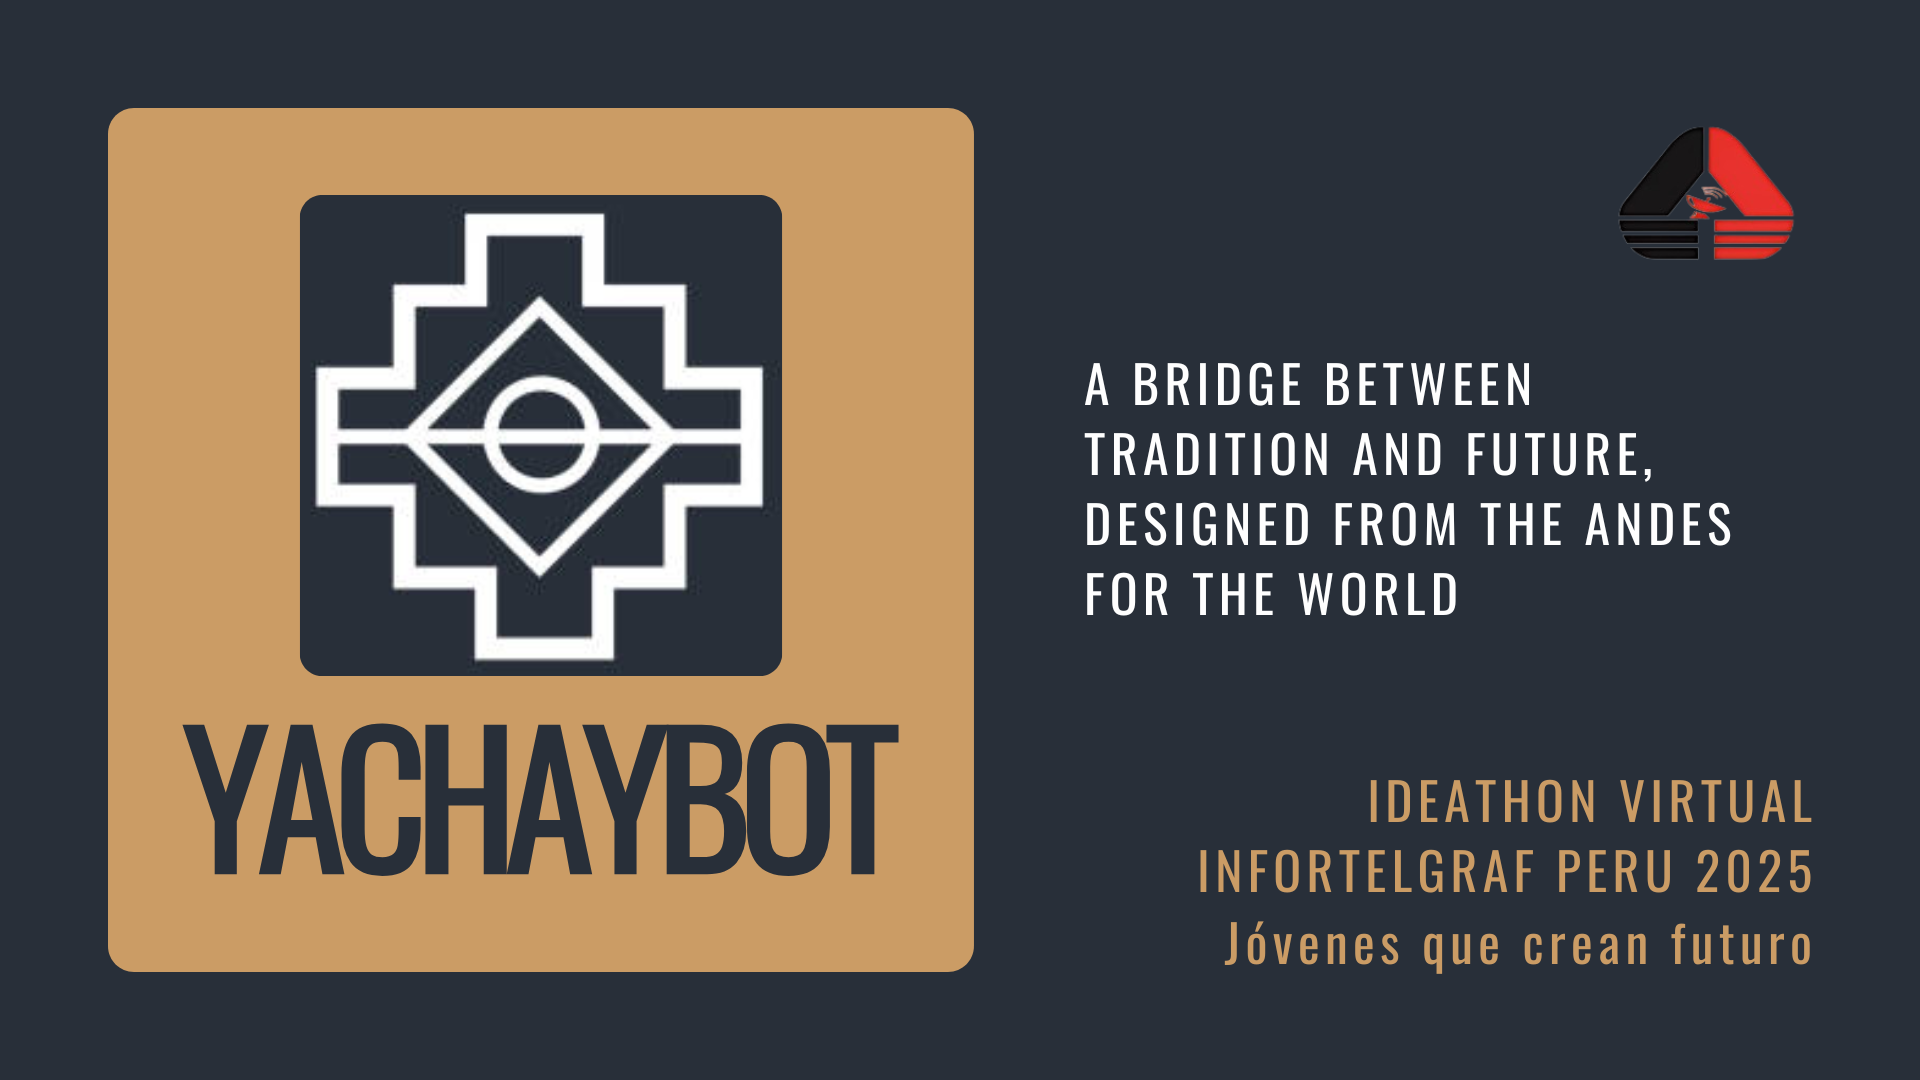 YACHAYBOT
A BRIDGE BETWEEN
TRADITION AND FUTURE,
DESIGNED FROM THE ANDES
FOR THE WORLD
IDEATHON VIRTUAL
INFORTELGRAF PERU 2025
Jóvenes que crean futuro